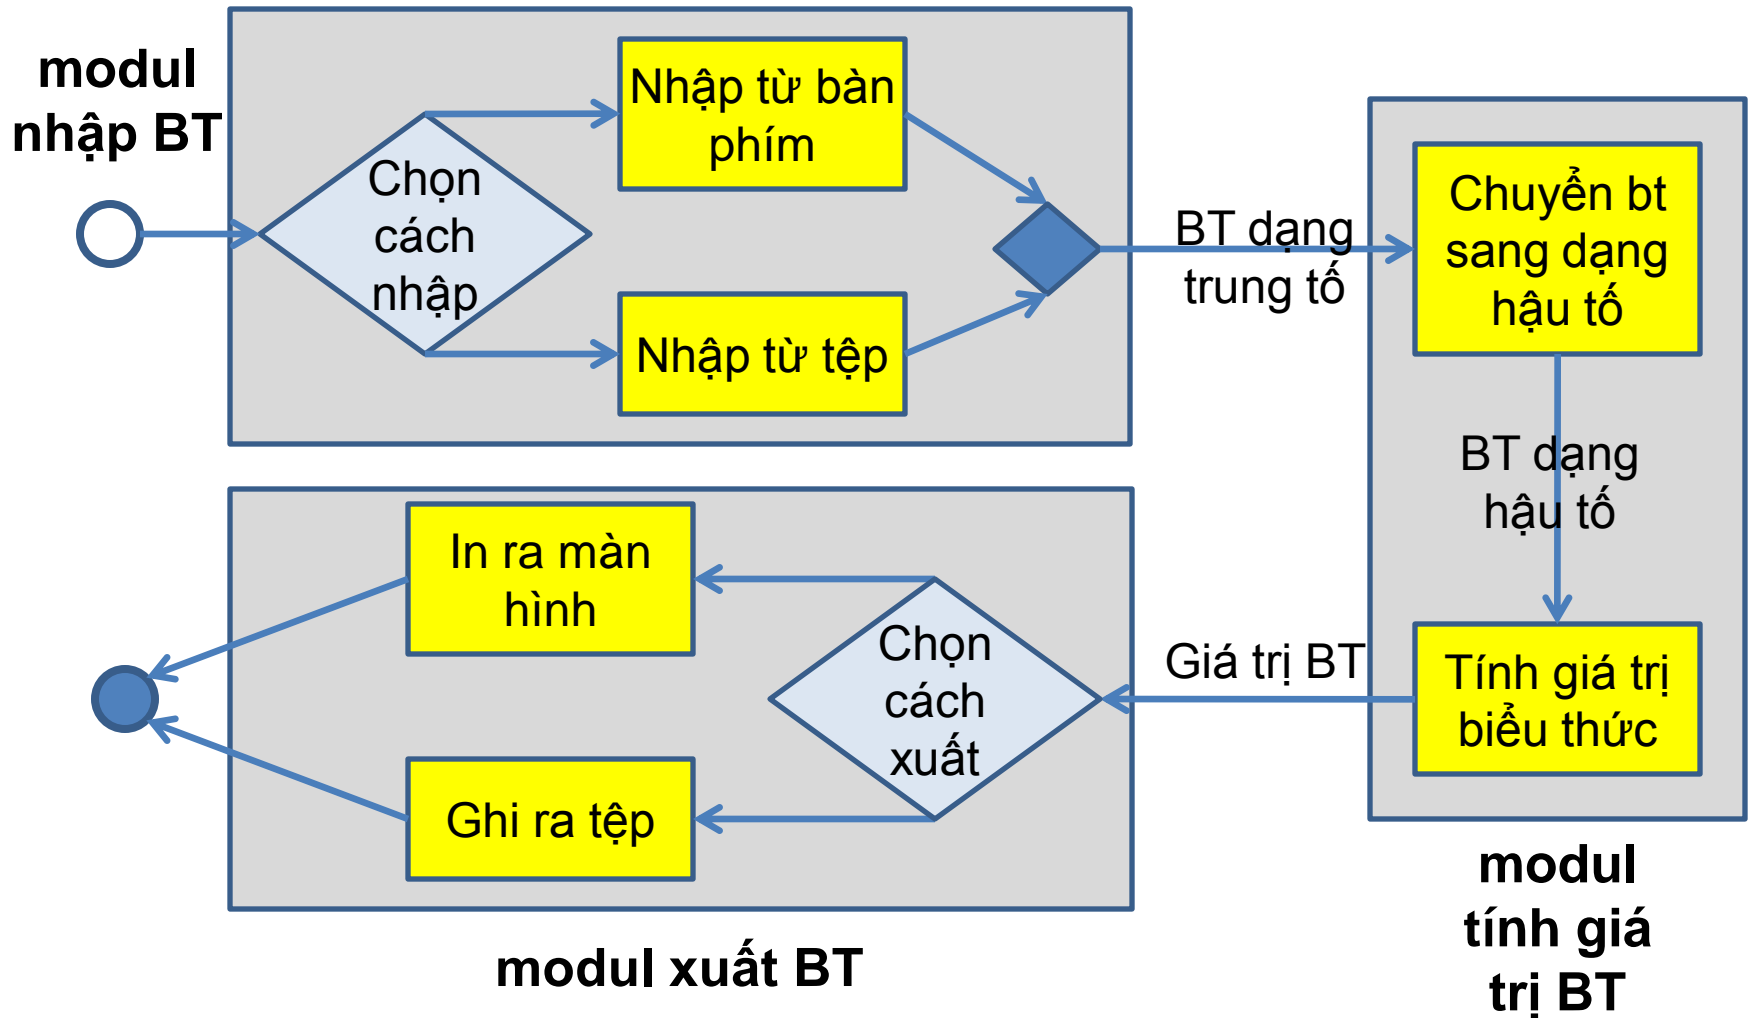 modul
nhập BT
Chọn
cách
nhập
Nhập từ bàn
phím
Nhập từ tệp
BT dạng
trung tố
Chuyển bt
sang dạng
hậu tố
BT dạng
hậu tố
Tính giá trị
biểu thức
Giá trị BT
Chọn
cách
xuất
In ra màn
hình
Ghi ra tệp
modul xuất BT
modul
tính giá
trị BT